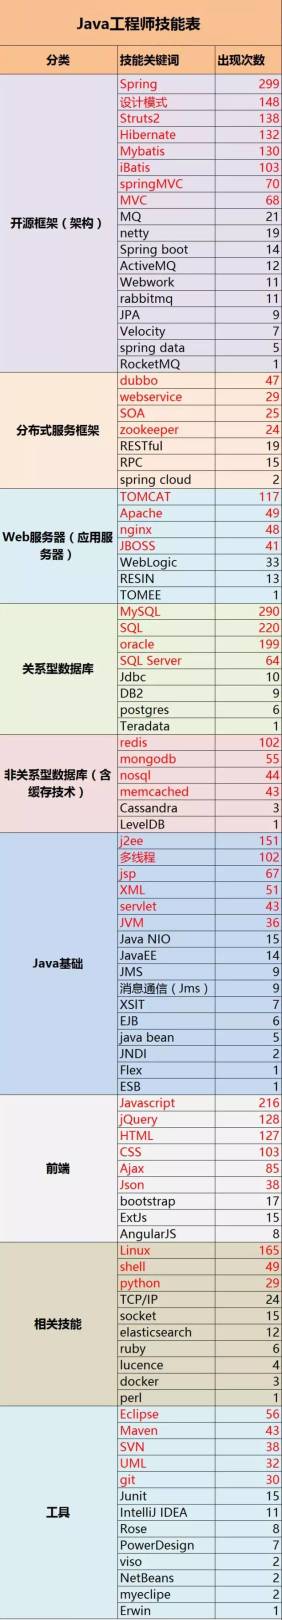 Java工程师技能表
分类 技能关键词 出现次数
开源框架（架构）
Spring 299
设计模式 148
Struts2 138
Hibernate 132
Mybatis 130
iBatis 103
springMVC 70
MVC 68
MQ 21
netty 19
Spring boot 14
ActiveMQ 12
Webwork 11
rabbitmq 11
JPA 9
Velocity 7
spring data 5
RocketMQ 1
分布式服务框架
dubbo 47
webservice 29
SOA 25
zookeeper 24
RESTful 19
RPC 15
spring cloud 2
Web服务器（应用服
务器）
TOMCAT 117
Apache 49
nginx 48
JBOSS 41
WebLogic 33
RESIN 13
TOMEE 1
关系型数据库
MySQL 290
SQL 220
oracle 199
SQL Server 64
Jdbc 10
DB2 9
postgres 6
Teradata 1
非关系型数据库（含
缓存技术）
redis 102
mongodb 55
nosql 44
memcached 43
Cassandra 3
LevelDB 1
Java基础
j2ee 151
多线程 102
jsp 67
XML 51
servlet 43
JVM 36
Java NIO 15
JavaEE 14
JMS 9
消息通信（Jms） 9
XSIT 7
EJB 6
java bean 5
JNDI 2
Flex 1
ESB 1
前端
Javascript 216
jQuery 128
HTML 127
CSS 103
Ajax 85
Json 38
bootstrap 17
ExtJs 15
AngularJS 8
相关技能
Linux 165
shell 49
python 29
TCP/IP 24
socket 15
elasticsearch 12
ruby 6
lucence 4
docker 3
perl 1
工具
Eclipse 56
Maven 43
SVN 38
UML 32
git 30
Junit 15
IntelliJ IDEA 11
Rose 8
PowerDesign 7
viso 2
NetBeans 2
myeclipe 2
Erwin 1